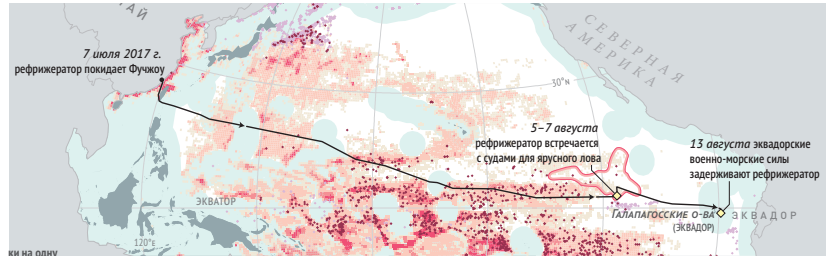 ТАЙ
СЕВЕРНАЯ
АМЕРИКА
7 июля 2017 г.
рефрижератор покидает Фучжоу
30°N
5–7 августа
рефрижератор встречается
с судами для ярусного лова
13 августа эквадорские
военно-морские силы
задерживают рефрижератор
ЭКВАТОР
ГАЛАПАГОССКИЕ О-ВА
(ЭКВАДОР)
ЭКВАДОР
120°E
ки на одну